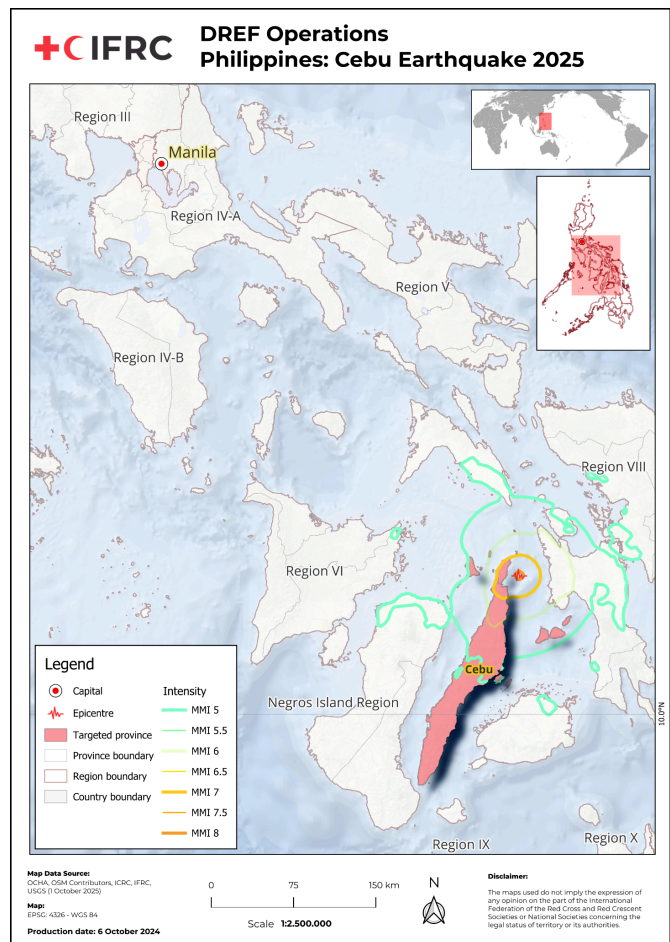 IFRC
DREF Operations
Philippines: Cebu Earthquake 2025
Region III
Manila
Region IV-A
Region V
Region IV-B
Region VIII
Region VI
Cebu
Negros Island Region
10.0°N
Region IX
Region X
Legend
Capital
Epicentre
Targeted province
Province boundary
Region boundary
Country boundary
Intensity
MMI 5
MMI 5.5
MMI 6
MMI 6.5
MMI 7
MMI 7.5
MMI 8
Map Data Source:
OCHA, OSM Contributors, ICRC, IFRC,
USGS (1 October 2025)
Map:
EPSG: 4326 - WGS 84
Production date: 6 October 2024
0 75 150 km
Scale 1:2.500.000
N
Disclaimer:
The maps used do not imply the expression of
any opinion on the part of the International
Federation of the Red Cross and Red Crescent
Societies or National Societies concerning the
legal status of territory or its authorities.